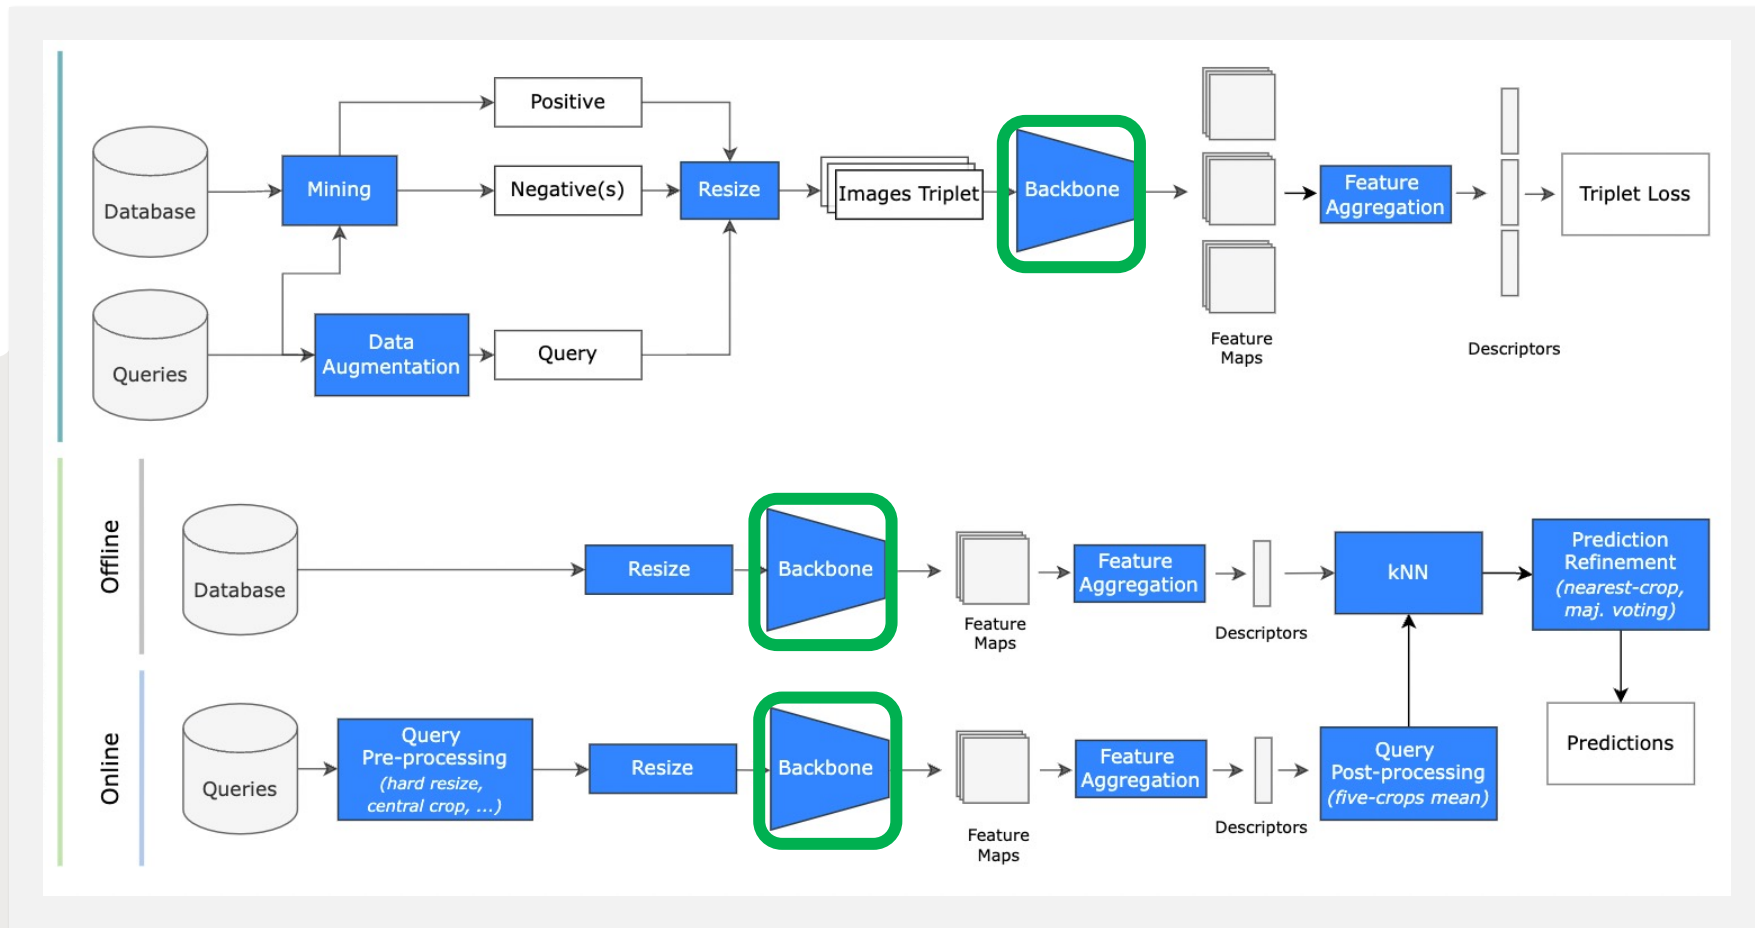 Positive
Database
Mining
Negative(s)
Resize
Images Triplet
Backbone
Feature
Aggregation
Triplet Loss
Queries
Data
Augmentation
Query
Feature
Maps
Descriptors
Offline
Database
Resize
Backbone
Feature
Maps
Feature
Aggregation
Descriptors
kNN
Prediction
Refinement
(nearest-crop,
maj. voting)
Online
Queries
Query
Pre-processing
(hard resize,
central crop, ...)
Resize
Backbone
Feature
Maps
Feature
Aggregation
Descriptors
Query
Post-processing
(five-crops mean)
Predictions